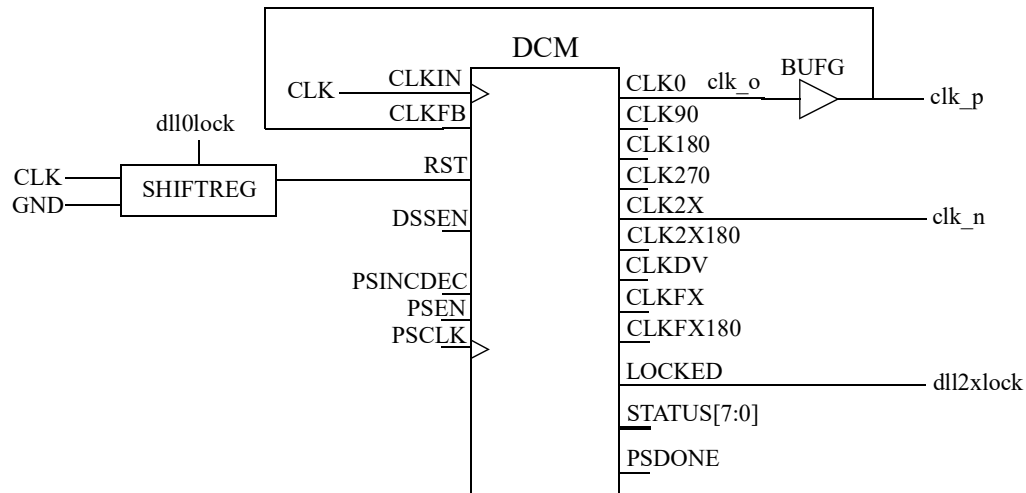 DCM
BUFG
CLKIN
CLK0
clk_o
CLK
clk_p
CLKFB
CLK90
dll0lock
CLK180
RST
CLK270
CLK
SHIFTREG
GND
CLK2X
clk_n
DSSEN
CLK2X180
CLKDV
PSINCDEC
CLKFX
PSEN
CLKFX180
PSCLK
LOCKED
dll2xlock
STATUS[7:0]
PSDONE